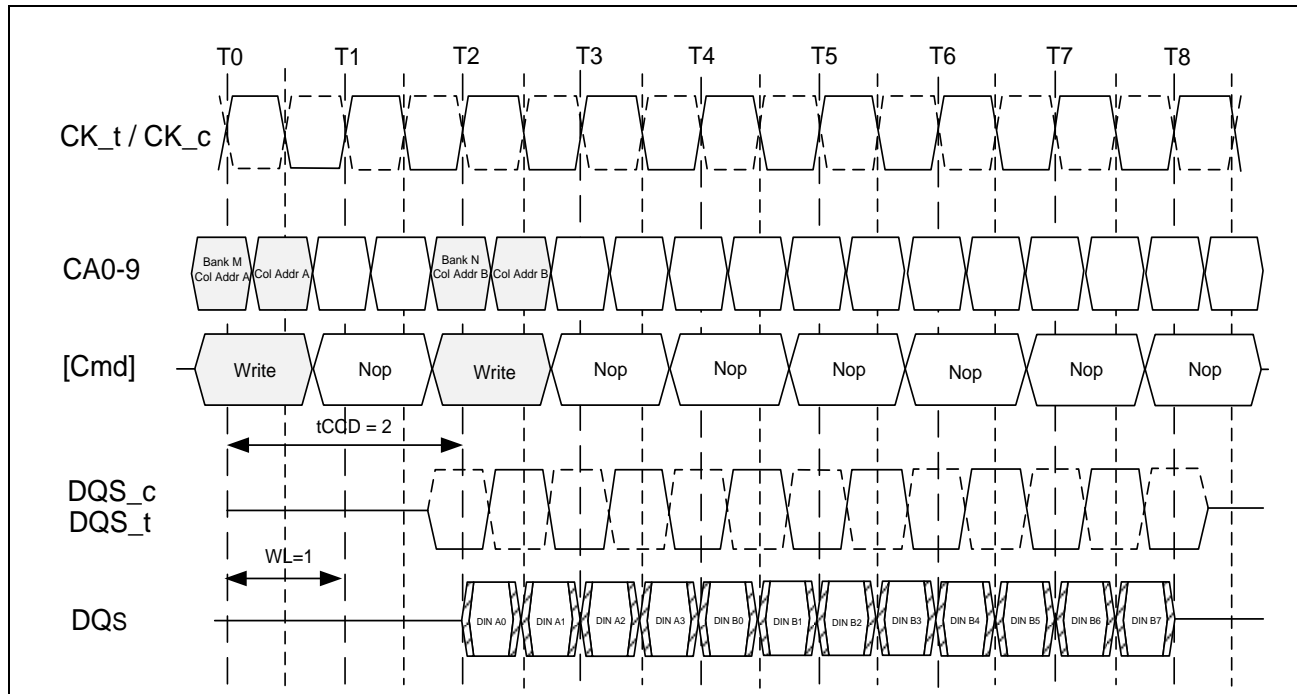 T0 T1 T2 T3 T4 T5 T6 T7 T8
CK_t / CK_c
CA0-9
Bank M
Col Addr A
Col Addr A
Bank N
Col Addr B
Col Addr B
[Cmd]
Write Nop Write Nop Nop Nop Nop Nop Nop
tCCD = 2
DQS_c
DQS_t
WL=1
DQs
DIN A0 DIN A1 DIN A2 DIN A3 DIN B0 DIN B1 DIN B2 DIN B3 DIN B4 DIN B5 DIN B6 DIN B7